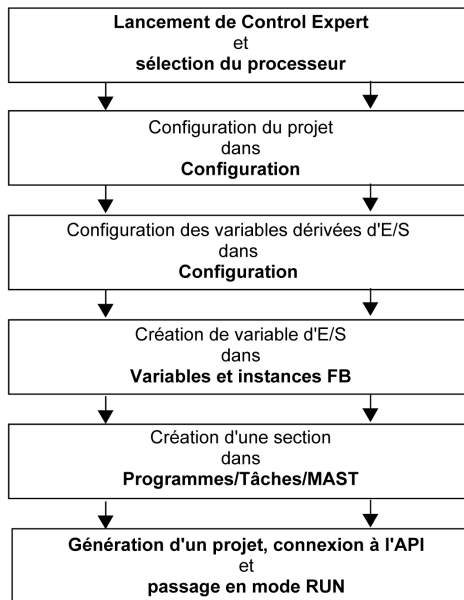 Lancement de Control Expert
et
sélection du processeur
Configuration du projet
dans
Configuration
Configuration des variables dérivées d'E/S
dans
Configuration
Création de variable d'E/S
dans
Variables et instances FB
Création d'une section
dans
Programmes/Tâches/MAST
Génération d'un projet, connexion à l'API
et
passage en mode RUN